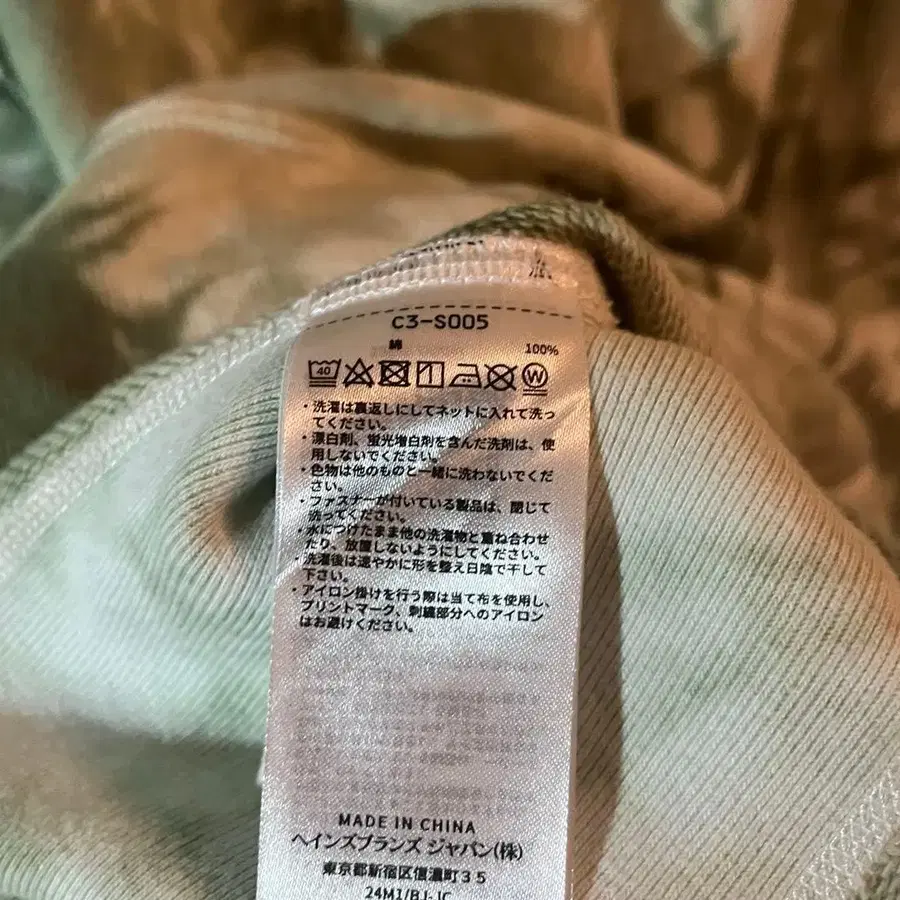 C3-S005
綿 100%
40 W
・洗濯は裏返しにしてネットに入れて洗っ
てください。
・漂白剤、蛍光増白剤を含んだ洗剤は、使
用しないでください。
・色物は他のものと一緒に洗わないでくだ
さい。
・ファスナーが付いている製品は、閉じて
洗ってください。
・水につけたまま他の洗濯物と重ね合わせ
たり、放置しないようにしてください。
・洗濯後は速やかに形を整え日陰で干して
下さい。
・アイロン掛けを行う際は当て布を使用し、
プリントマーク、刺繍部分へのアイロン
はお避けください。
MADE IN CHINA
ヘインズブランズ ジャパン(株)
東京都新宿区信濃町35
24M1/BJ-JC